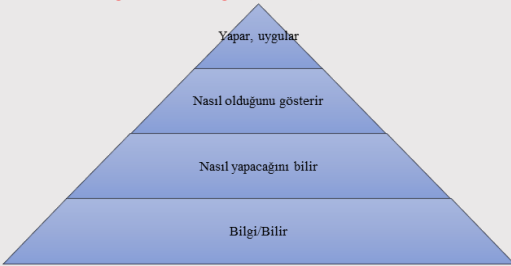 Yapar, uygular
Nasıl olduğunu gösterir
Nasıl yapacağını bilir
Bilgi/Bilir